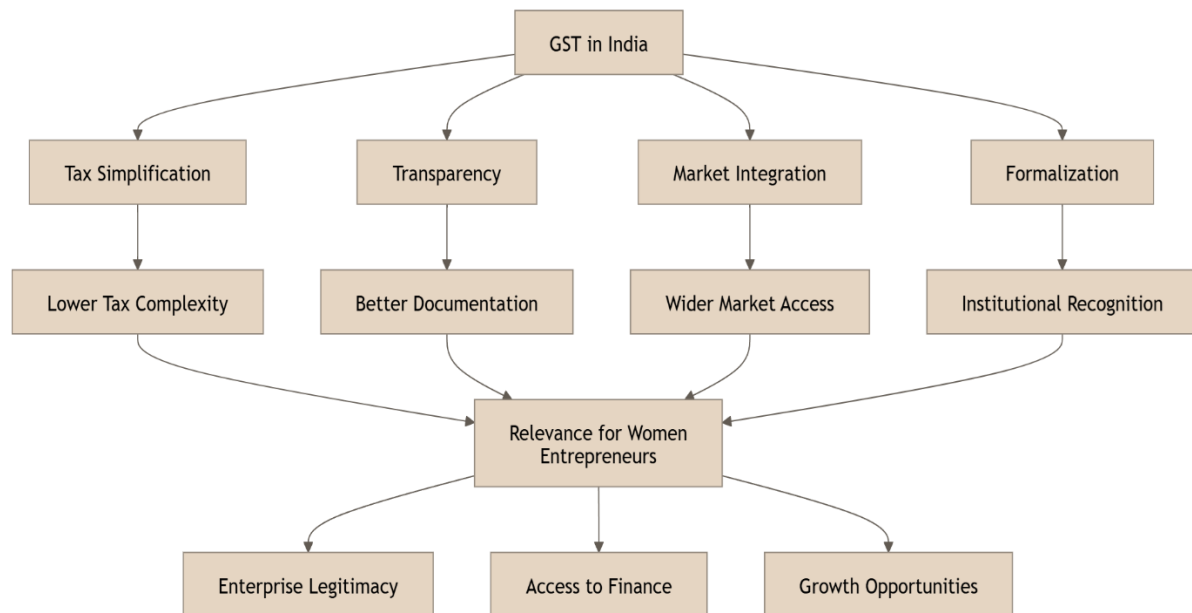 GST in India
Tax Simplification
Transparency
Market Integration
Formalization
Lower Tax Complexity
Better Documentation
Wider Market Access
Institutional Recognition
Relevance for Women
Entrepreneurs
Enterprise Legitimacy
Access to Finance
Growth Opportunities